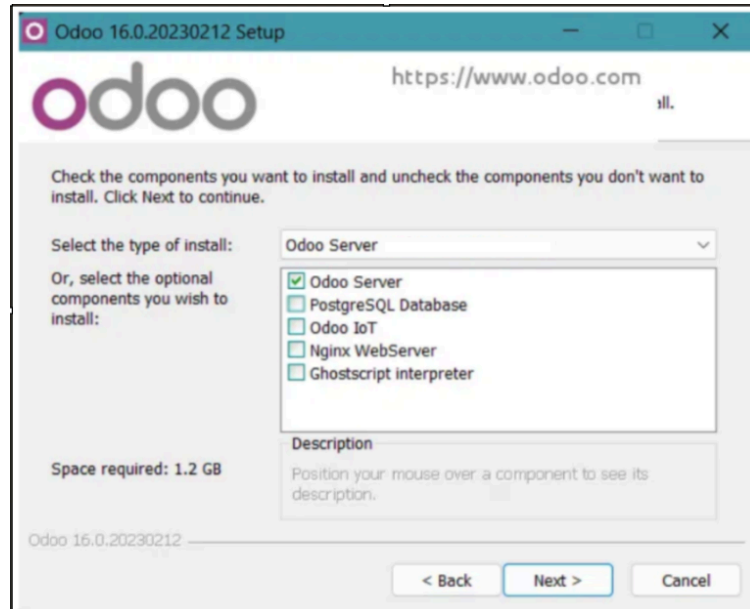 Odoo 16.0.20230212 Setup
odoo
https://www.odoo.com
all.
Check the components you want to install and uncheck the components you don't want to
install. Click Next to continue.
Select the type of install:
Odoo Server
Or, select the optional
components you wish to
install:
Odoo Server
PostgreSQL Database
Odoo IoT
Nginx WebServer
Ghostscript interpreter
Space required: 1.2 GB
Description
Position your mouse over a component to see its
description.
Odoo 16.0.20230212
< Back
Next >
Cancel